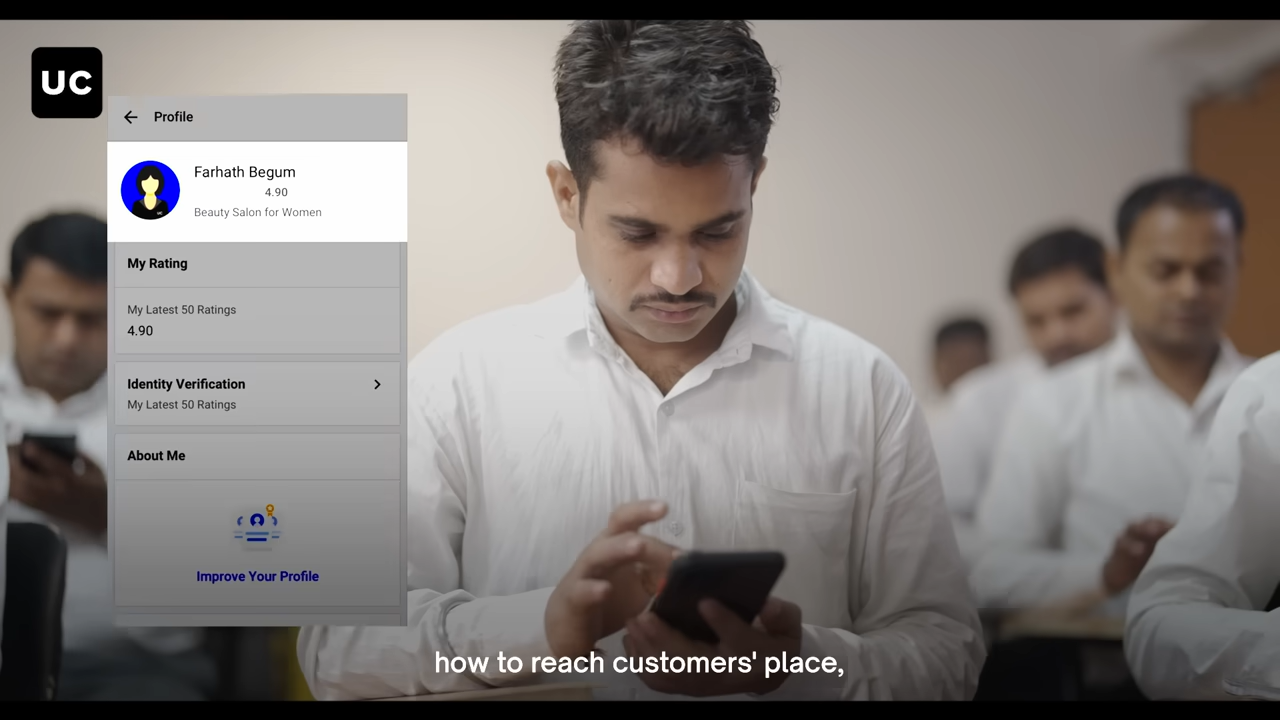 UC
Profile
Farhath Begum
4.90
Beauty Salon for Women
My Rating
My Latest 50 Ratings
4.90
Identity Verification
My Latest 50 Ratings
About Me
Improve Your Profile
how to reach customers' place,